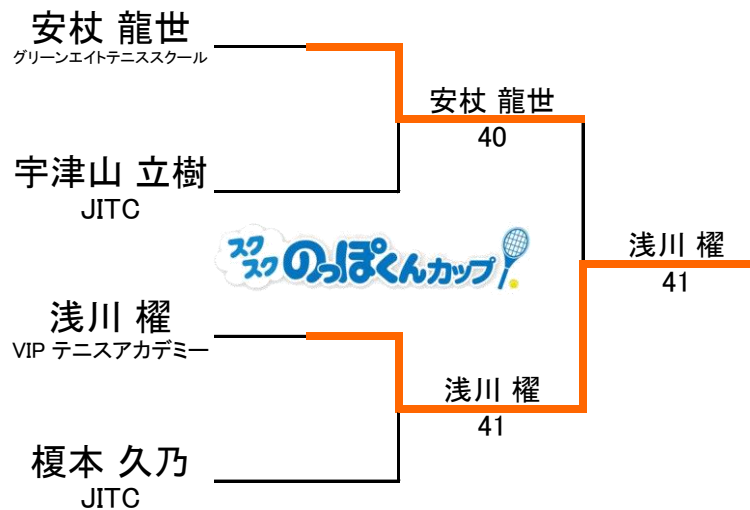 安杖 龍世
グリーンエイトテニススクール
安杖 龍世
40
宇津山 立樹
JITC
スクスク のっぽくんカップ
浅川 櫂
41
浅川 櫂
VIP テニスアカデミー
浅川 櫂
41
榎本 久乃
JITC